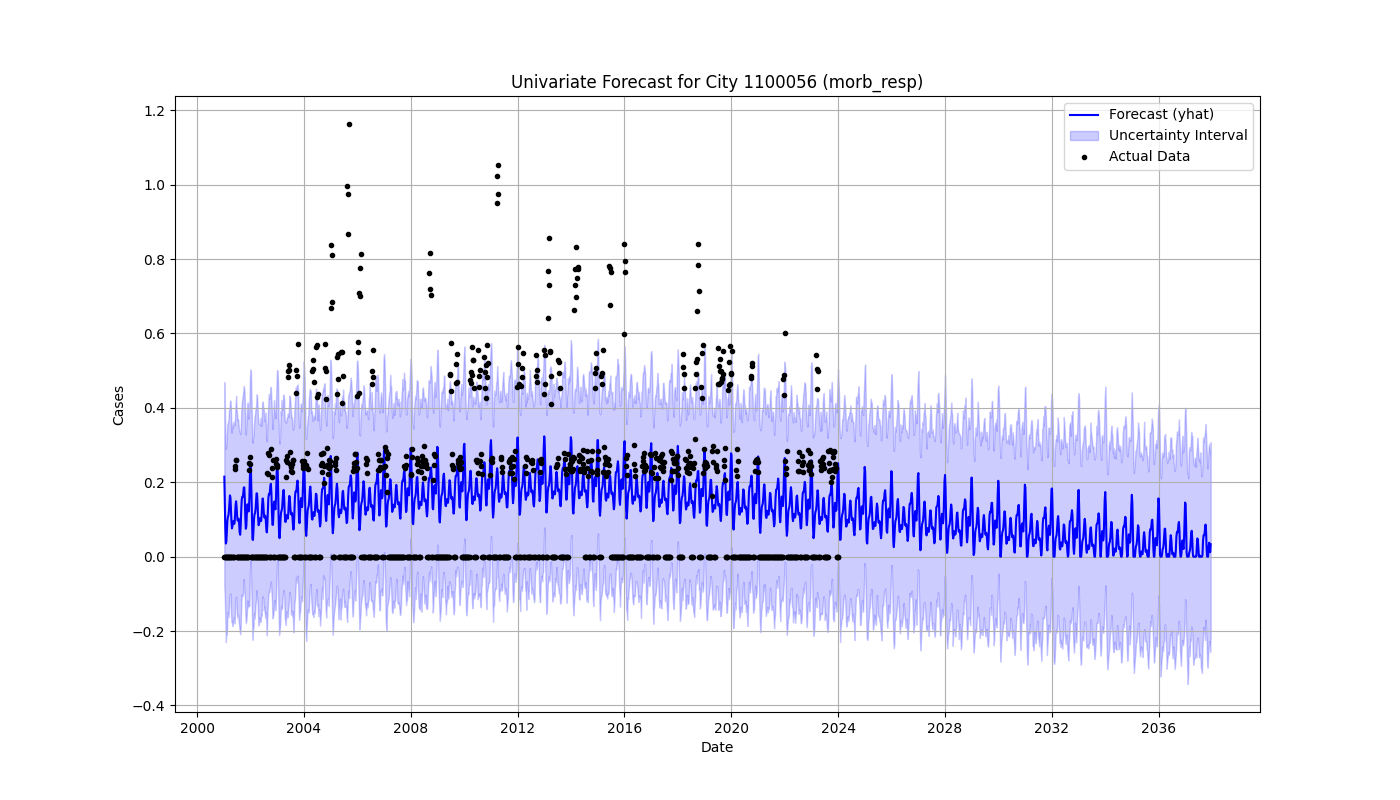 Univariate Forecast for City 1100056 (morb_resp)
Forecast (yhat)
Uncertainty Interval
Actual Data
Cases
1.2
1.0
0.8
0.6
0.4
0.2
0.0
−0.2
−0.4
2000 2004 2008 2012 2016 2020 2024 2028 2032 2036
Date